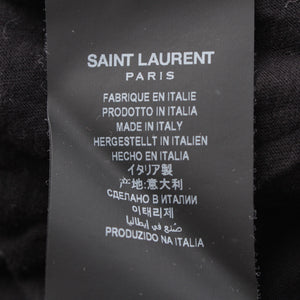 SAINT LAURENT
PARIS
FABRIQUE EN ITALIE
PRODOTTO IN ITALIA
MADE IN ITALY
HERGESTELLT IN ITALIEN
HECHO EN ITALIA
イタリア製
产地:意大利
СДЕЛАНО В ИТАЛИИ
이태리제
صنع في إيطاليا
PRODUZIDO NA ITALIA